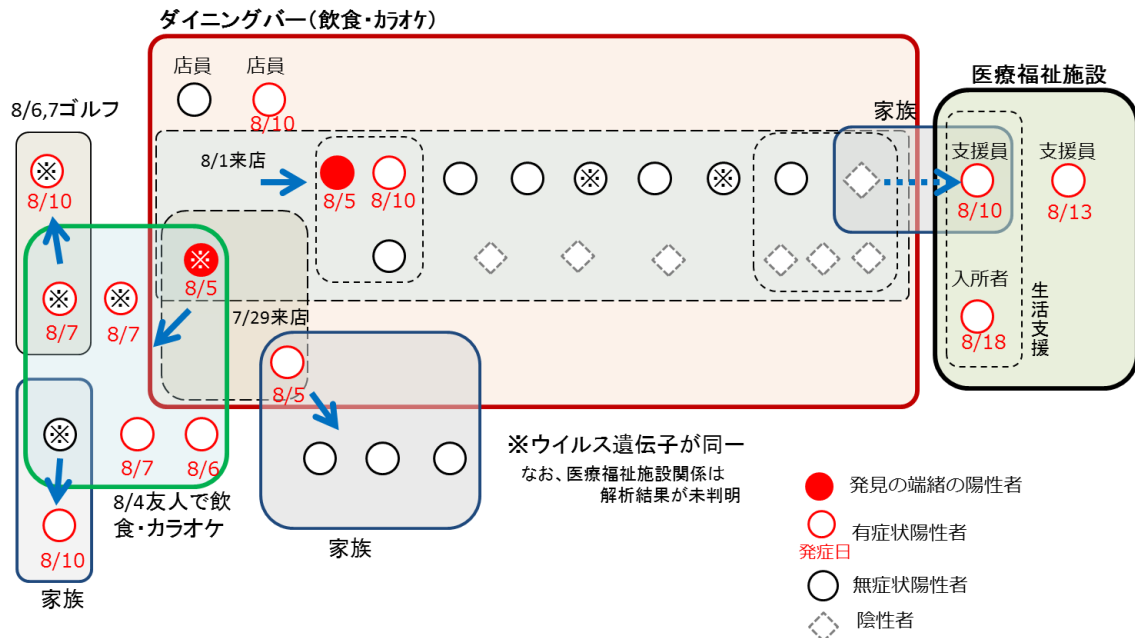 ダイニングバー(飲食・カラオケ)
店員
店員
8/10
医療福祉施設
家族
8/6,7ゴルフ
8/1来店
支援員
支援員
※
※
※
8/10
8/5
8/10
8/10
8/13
※
8/5
※
※
8/7
8/7
7/29来店
入所者
8/18
生活支援
8/5
※
8/7
8/6
※ウイルス遺伝子が同一
なお、医療福祉施設関係は
解析結果が未判明
8/4友人で飲
食・カラオケ
8/10
家族
家族
発見の端緒の陽性者
有症状陽性者
発症日
無症状陽性者
陰性者